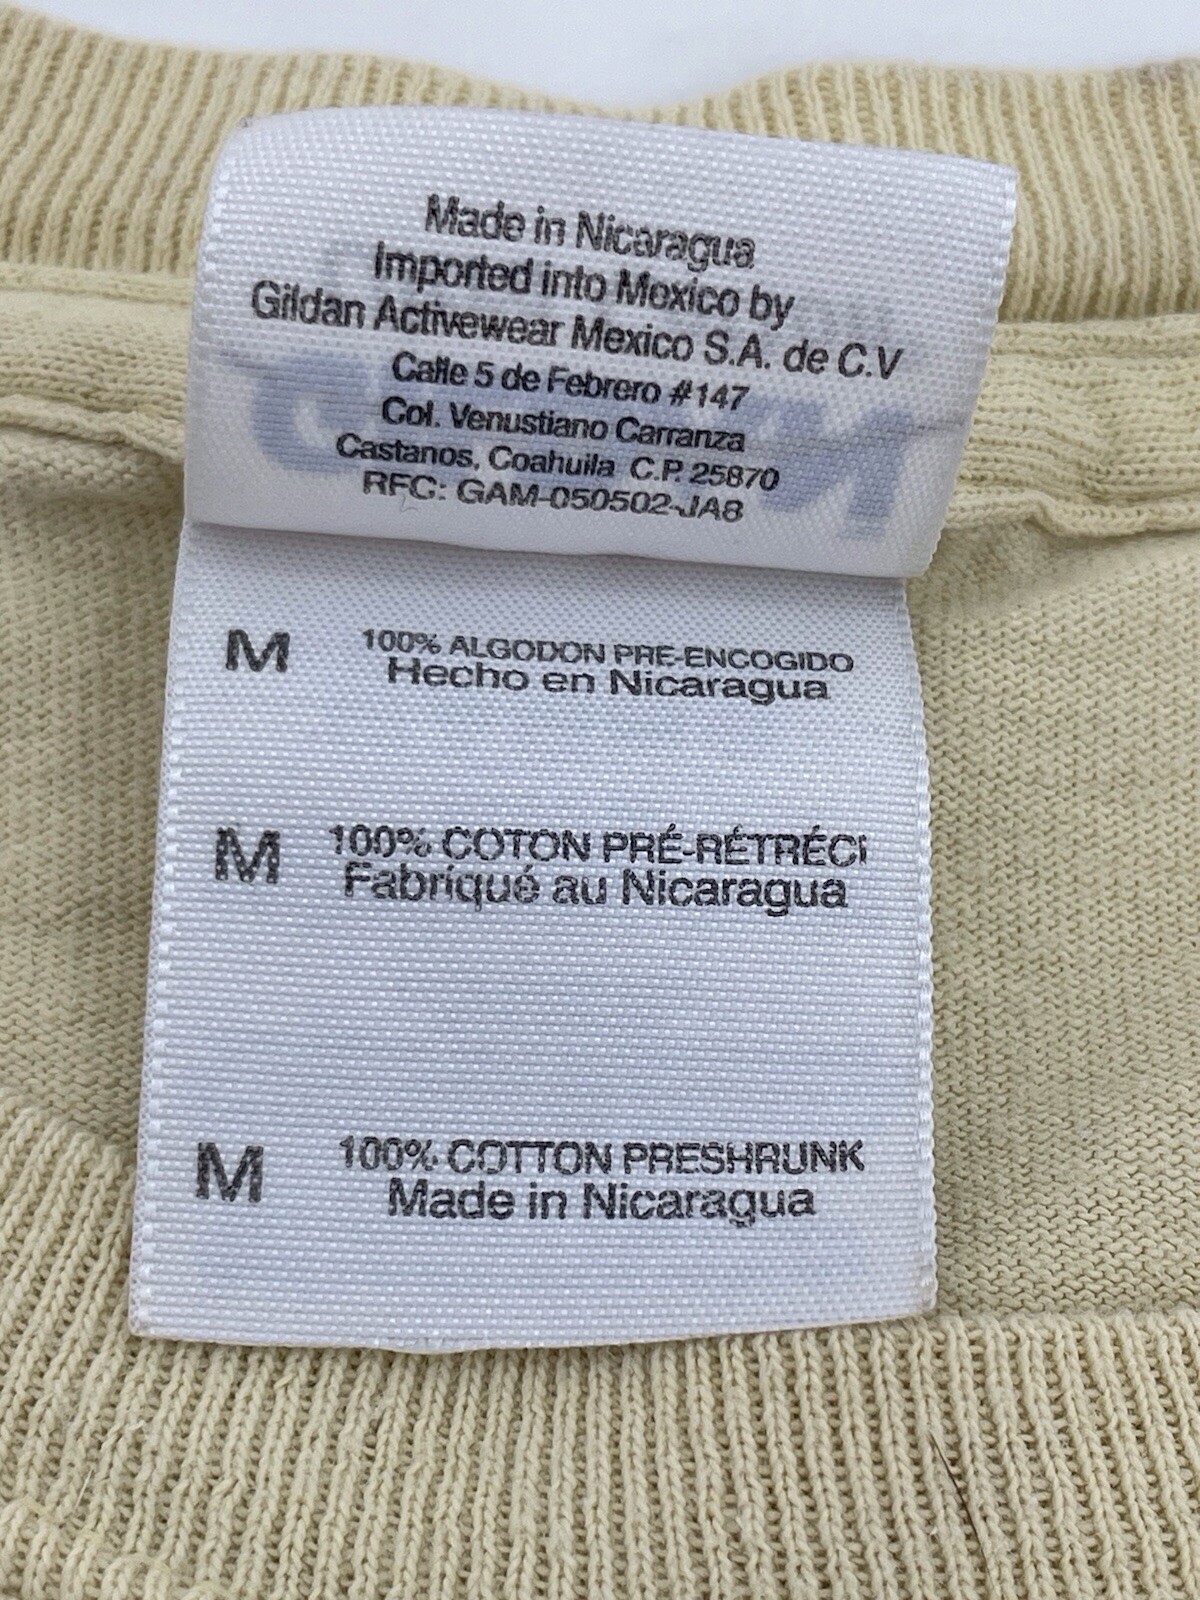 Made in Nicaragua
Imported into Mexico by
Gildan Activewear Mexico S.A. de C.V
Calle 5 de Febrero #147
Col. Venustiano Carranza
Castanos, Coahuila C.P. 25870
RFC: GAM-050502-JA8
M 100% ALGODON PRE-ENCOGIDO
Hecho en Nicaragua
M 100% COTON PRÉ-RÉTRÉCI
Fabriqué au Nicaragua
M 100% COTTON PRESHRUNK
Made in Nicaragua